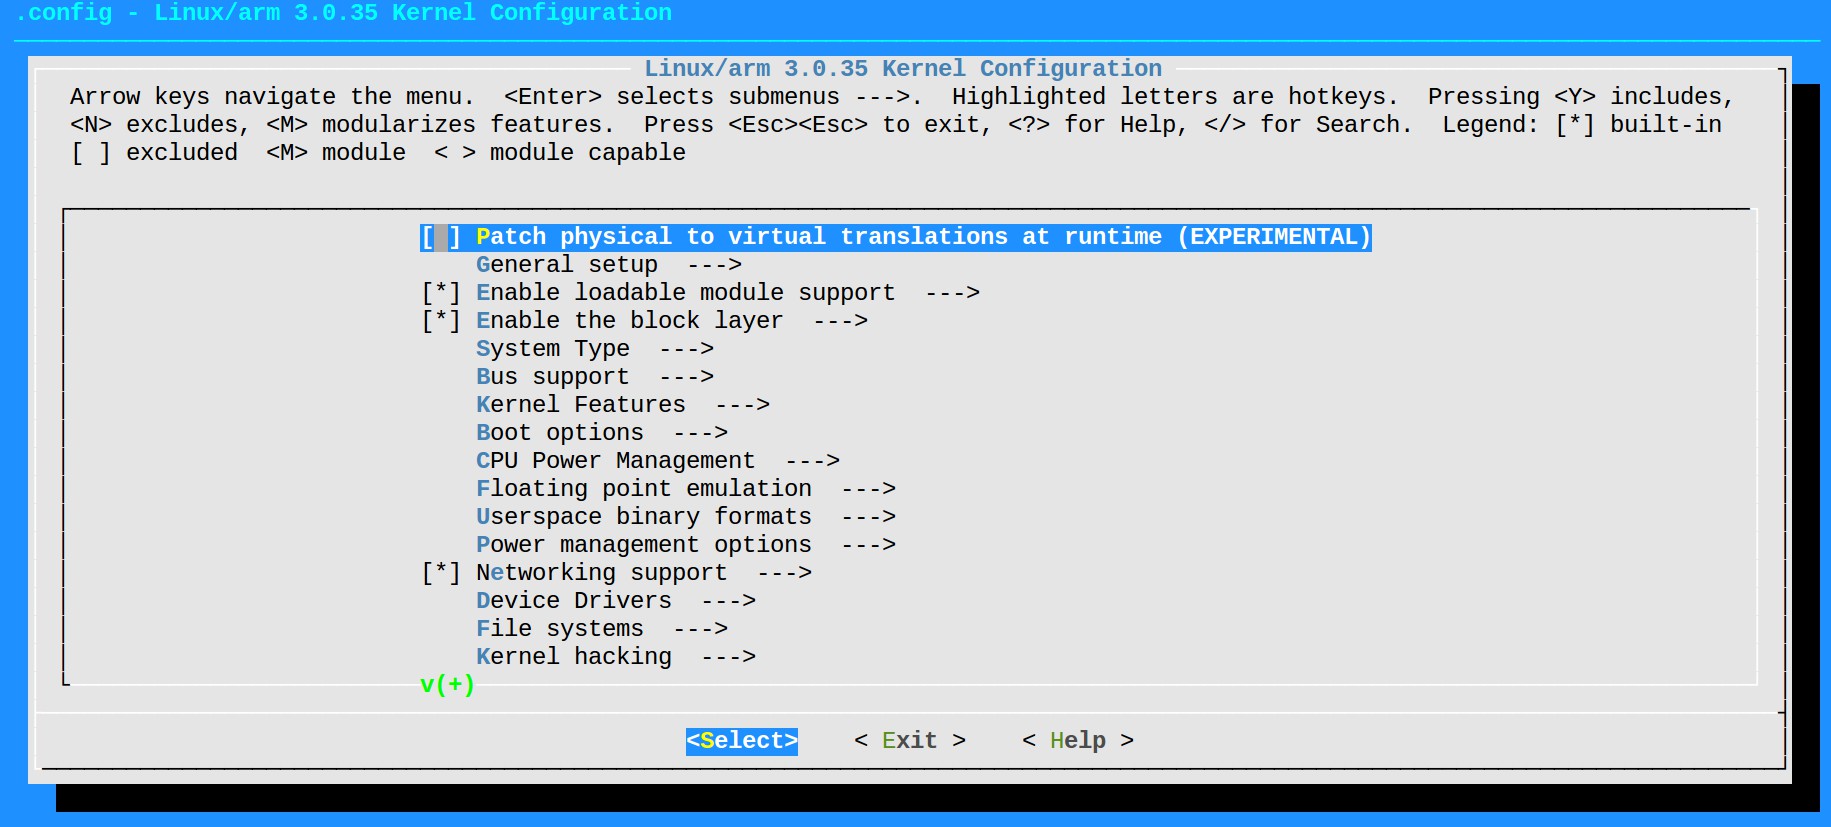 .config - Linux/arm 3.0.35 Kernel Configuration
Linux/arm 3.0.35 Kernel Configuration
Arrow keys navigate the menu.  <Enter> selects submenus --->.  Highlighted letters are hotkeys.  Pressing <Y> includes,
<N> excludes, <M> modularizes features.  Press <Esc><Esc> to exit, <?> for Help, </> for Search.  Legend: [*] built-in
[ ] excluded  <M> module  < > module capable
[ ] Patch physical to virtual translations at runtime (EXPERIMENTAL)
General setup  --->
[*] Enable loadable module support  --->
[*] Enable the block layer  --->
System Type  --->
Bus support  --->
Kernel Features  --->
Boot options  --->
CPU Power Management  --->
Floating point emulation  --->
Userspace binary formats  --->
Power management options  --->
[*] Networking support  --->
Device Drivers  --->
File systems  --->
Kernel hacking  --->
v(+)
<Select>    < Exit >    < Help >